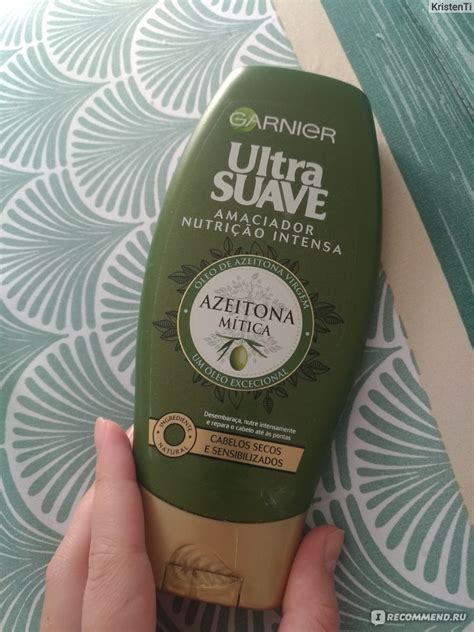 KristenTi
GARNIER
Ultra
SUAVE
AMACIADOR
NUTRIÇÃO INTENSA
ÓLEO DE AZEITONA VIRGEM
AZEITONA
MÍTICA
UM ÓLEO EXCECIONAL
Desembaraça, nutre intensamente
e repara o cabelo até às pontas
INGREDIENTE
NATURAL
CABELOS SECOS
E SENSIBILIZADOS
I RECOMMEND.RU